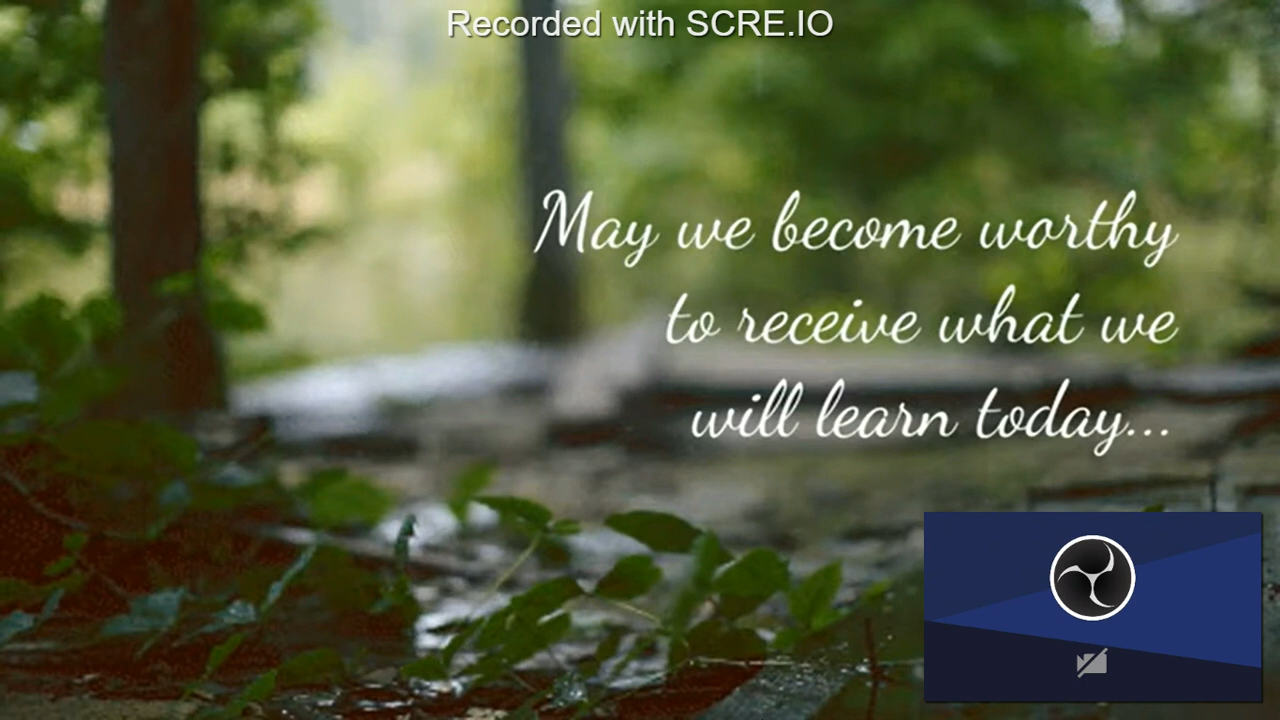 Recorded with SCRE.IO
May we become worthy
to receive what we
will learn today...